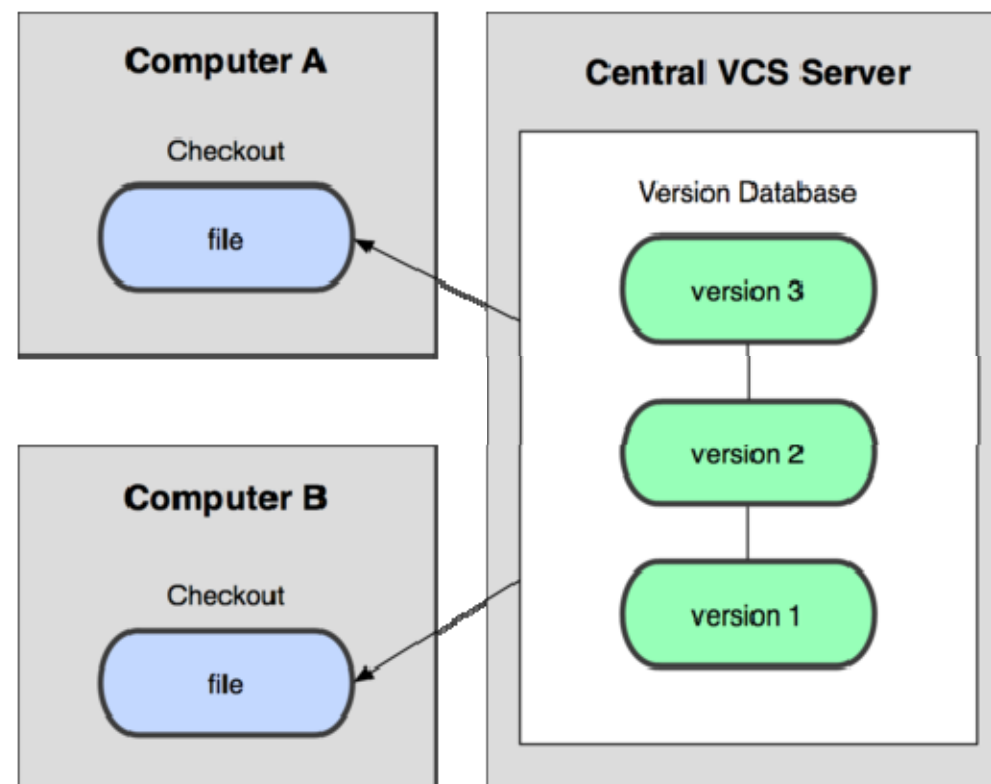 Computer A
Checkout
file
Computer B
Checkout
file
Central VCS Server
Version Database
version 3
version 2
version 1